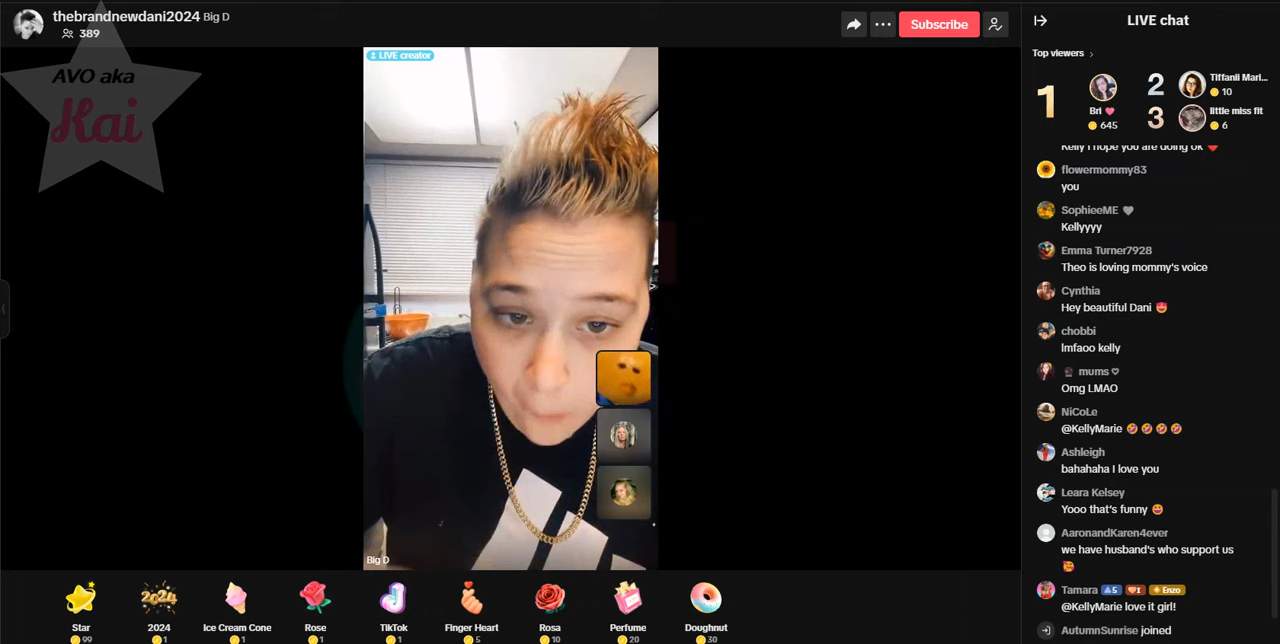 thebrandnewdani2024 Big D
389
Subscribe
AVO aka
Kai
LIVE creator
Big D
Star
99
2024
2024
1
Ice Cream Cone
1
Rose
1
TikTok
1
Finger Heart
5
Rosa
10
Perfume
20
Doughnut
30
LIVE chat
Top viewers
1
Bri
645
2
Tiffanii Mari...
10
3
little miss fit
6
Kelly I hope you are doing ok
flowermommy83
you
SophieeME
Kellyyyy
Emma Turner7928
Theo is loving mommy's voice
Cynthia
Hey beautiful Dani
chobbi
lmfaoo kelly
mums
Omg LMAO
NiCoLe
@KellyMarie
Ashleigh
bahahaha I love you
Leara Kelsey
Yooo that's funny
AaronandKaren4ever
we have husband's who support us
Tamara 5 1 Enzo
@KellyMarie love it girl!
AutumnSunrise joined